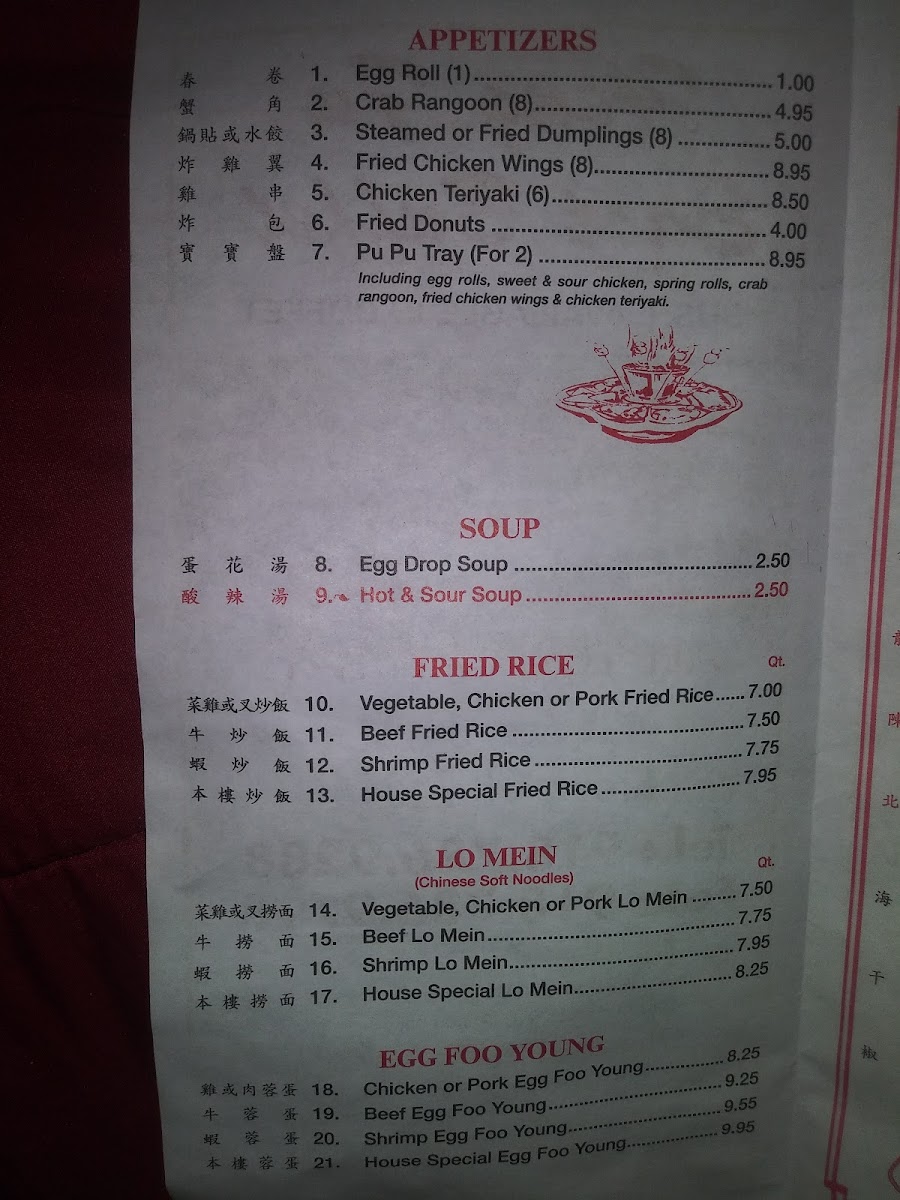 APPETIZERS
春 卷 1. Egg Roll (1) 1.00
蟹 角 2. Crab Rangoon (8) 4.95
鍋貼或水餃 3. Steamed or Fried Dumplings (8) 5.00
炸 雞 翼 4. Fried Chicken Wings (8) 8.95
雞 串 5. Chicken Teriyaki (6) 8.50
炸 包 6. Fried Donuts 4.00
寶 寶 盤 7. Pu Pu Tray (For 2) 8.95
Including egg rolls, sweet & sour chicken, spring rolls, crab
rangoon, fried chicken wings & chicken teriyaki.
SOUP
蛋 花 湯 8. Egg Drop Soup 2.50
酸 辣 湯 9. Hot & Sour Soup 2.50
FRIED RICE Qt.
菜雞或叉炒飯 10. Vegetable, Chicken or Pork Fried Rice 7.00
牛 炒 飯 11. Beef Fried Rice 7.50
蝦 炒 飯 12. Shrimp Fried Rice 7.75
本樓炒飯 13. House Special Fried Rice 7.95
LO MEIN Qt.
(Chinese Soft Noodles)
菜雞或叉撈面 14. Vegetable, Chicken or Pork Lo Mein 7.50
牛 撈 面 15. Beef Lo Mein 7.75
蝦 撈 面 16. Shrimp Lo Mein 7.95
本樓撈面 17. House Special Lo Mein 8.25
EGG FOO YOUNG
雞或肉蓉蛋 18. Chicken or Pork Egg Foo Young 8.25
牛 蓉 蛋 19. Beef Egg Foo Young 9.25
蝦 蓉 蛋 20. Shrimp Egg Foo Young 9.55
本樓蓉蛋 21. House Special Egg Foo Young 9.95
陳
北
海
干
椒